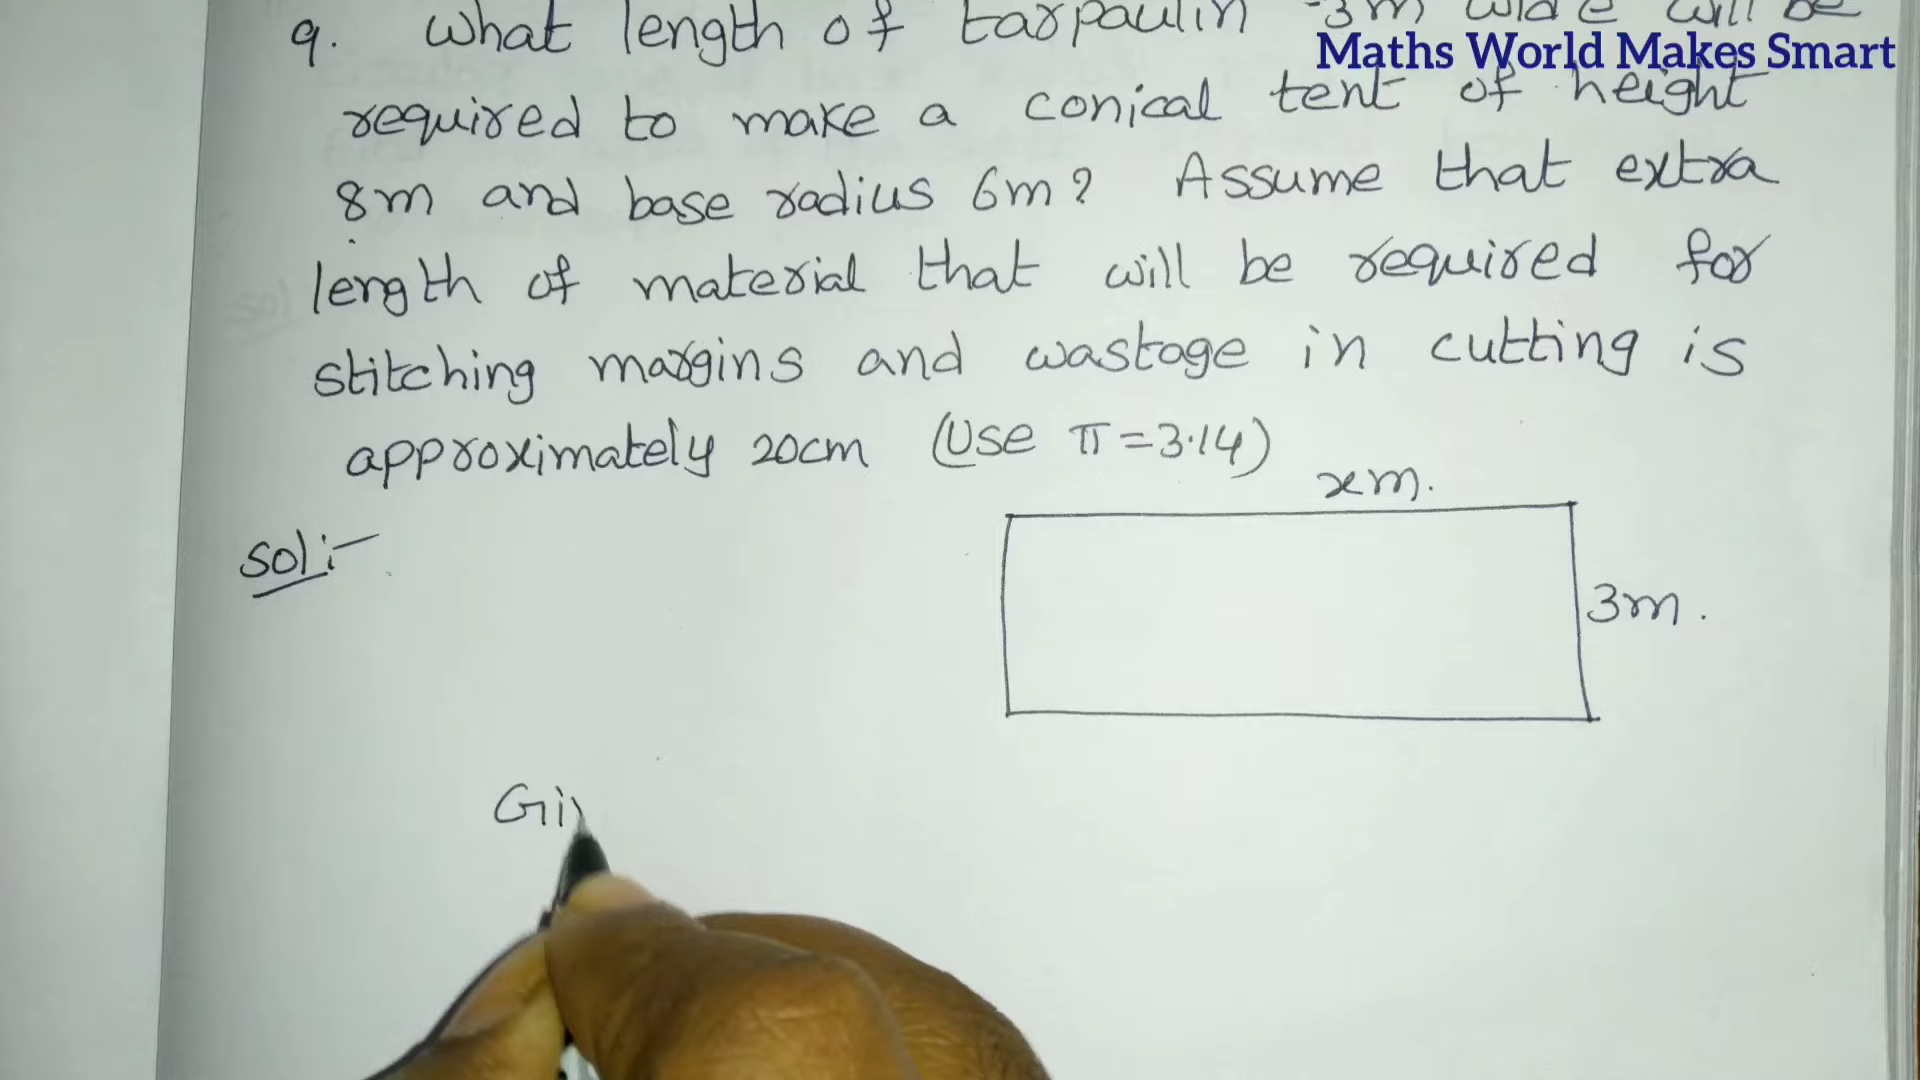 9. What length of tarpaulin 3m wide will be
Maths World Makes Smart
required to make a conical tent of height
8m and base radius 6m? Assume that extra
length of material that will be required for
stitching margins and wastage in cutting is
approximately 20cm (Use π=3.14)
xm.
Sol:-
3m.
Giv